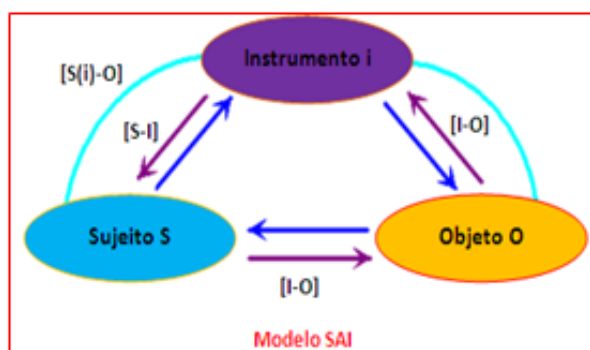 Instrumento i
[S(i)-O]
[S-I]
[I-O]
Sujeito S
Objeto O
[I-O]
Modelo SAI